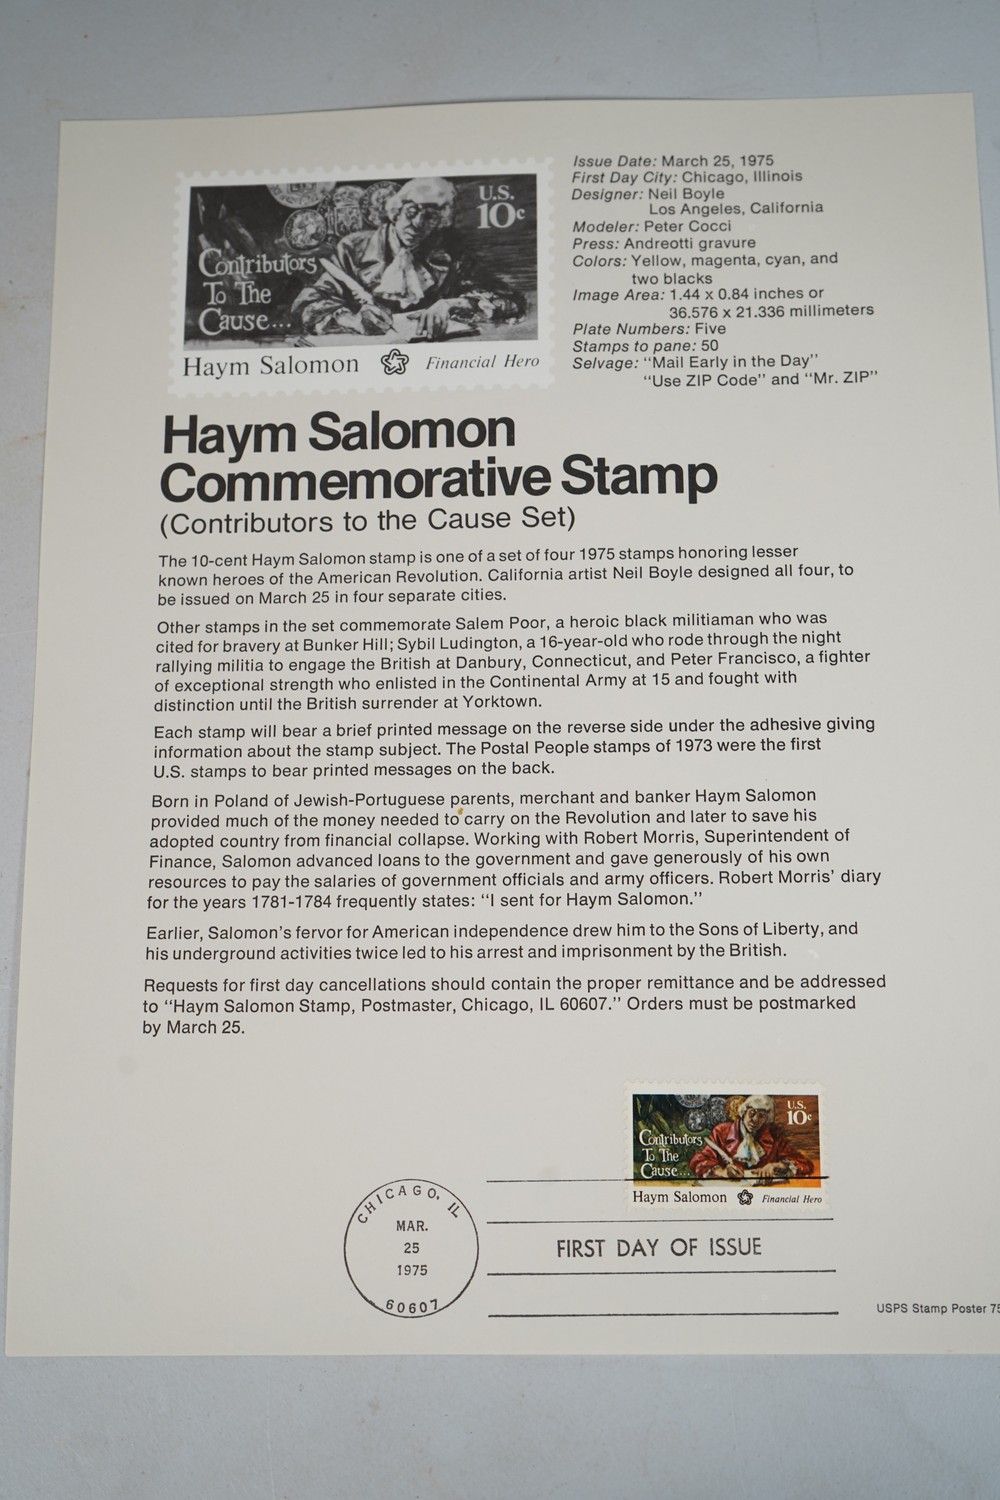 U.S.
10c
Contributors
To The
Cause...
Haym Salomon Financial Hero
Issue Date: March 25, 1975
First Day City: Chicago, Illinois
Designer: Neil Boyle
Los Angeles, California
Modeler: Peter Cocci
Press: Andreotti gravure
Colors: Yellow, magenta, cyan, and
two blacks
Image Area: 1.44 x 0.84 inches or
36.576 x 21.336 millimeters
Plate Numbers: Five
Stamps to pane: 50
Selvage: “Mail Early in the Day”
“Use ZIP Code” and “Mr. ZIP”
Haym Salomon
Commemorative Stamp
(Contributors to the Cause Set)
The 10-cent Haym Salomon stamp is one of a set of four 1975 stamps honoring lesser
known heroes of the American Revolution. California artist Neil Boyle designed all four, to
be issued on March 25 in four separate cities.
Other stamps in the set commemorate Salem Poor, a heroic black militiaman who was
cited for bravery at Bunker Hill; Sybil Ludington, a 16-year-old who rode through the night
rallying militia to engage the British at Danbury, Connecticut, and Peter Francisco, a fighter
of exceptional strength who enlisted in the Continental Army at 15 and fought with
distinction until the British surrender at Yorktown.
Each stamp will bear a brief printed message on the reverse side under the adhesive giving
information about the stamp subject. The Postal People stamps of 1973 were the first
U.S. stamps to bear printed messages on the back.
Born in Poland of Jewish-Portuguese parents, merchant and banker Haym Salomon
provided much of the money needed to carry on the Revolution and later to save his
adopted country from financial collapse. Working with Robert Morris, Superintendent of
Finance, Salomon advanced loans to the government and gave generously of his own
resources to pay the salaries of government officials and army officers. Robert Morris’ diary
for the years 1781-1784 frequently states: “I sent for Haym Salomon.”
Earlier, Salomon’s fervor for American independence drew him to the Sons of Liberty, and
his underground activities twice led to his arrest and imprisonment by the British.
Requests for first day cancellations should contain the proper remittance and be addressed
to “Haym Salomon Stamp, Postmaster, Chicago, IL 60607.” Orders must be postmarked
by March 25.
U.S.
10c
Contributors
To The
Cause...
Haym Salomon Financial Hero
CHICAGO, IL
MAR.
25
1975
60607
FIRST DAY OF ISSUE
USPS Stamp Poster 75